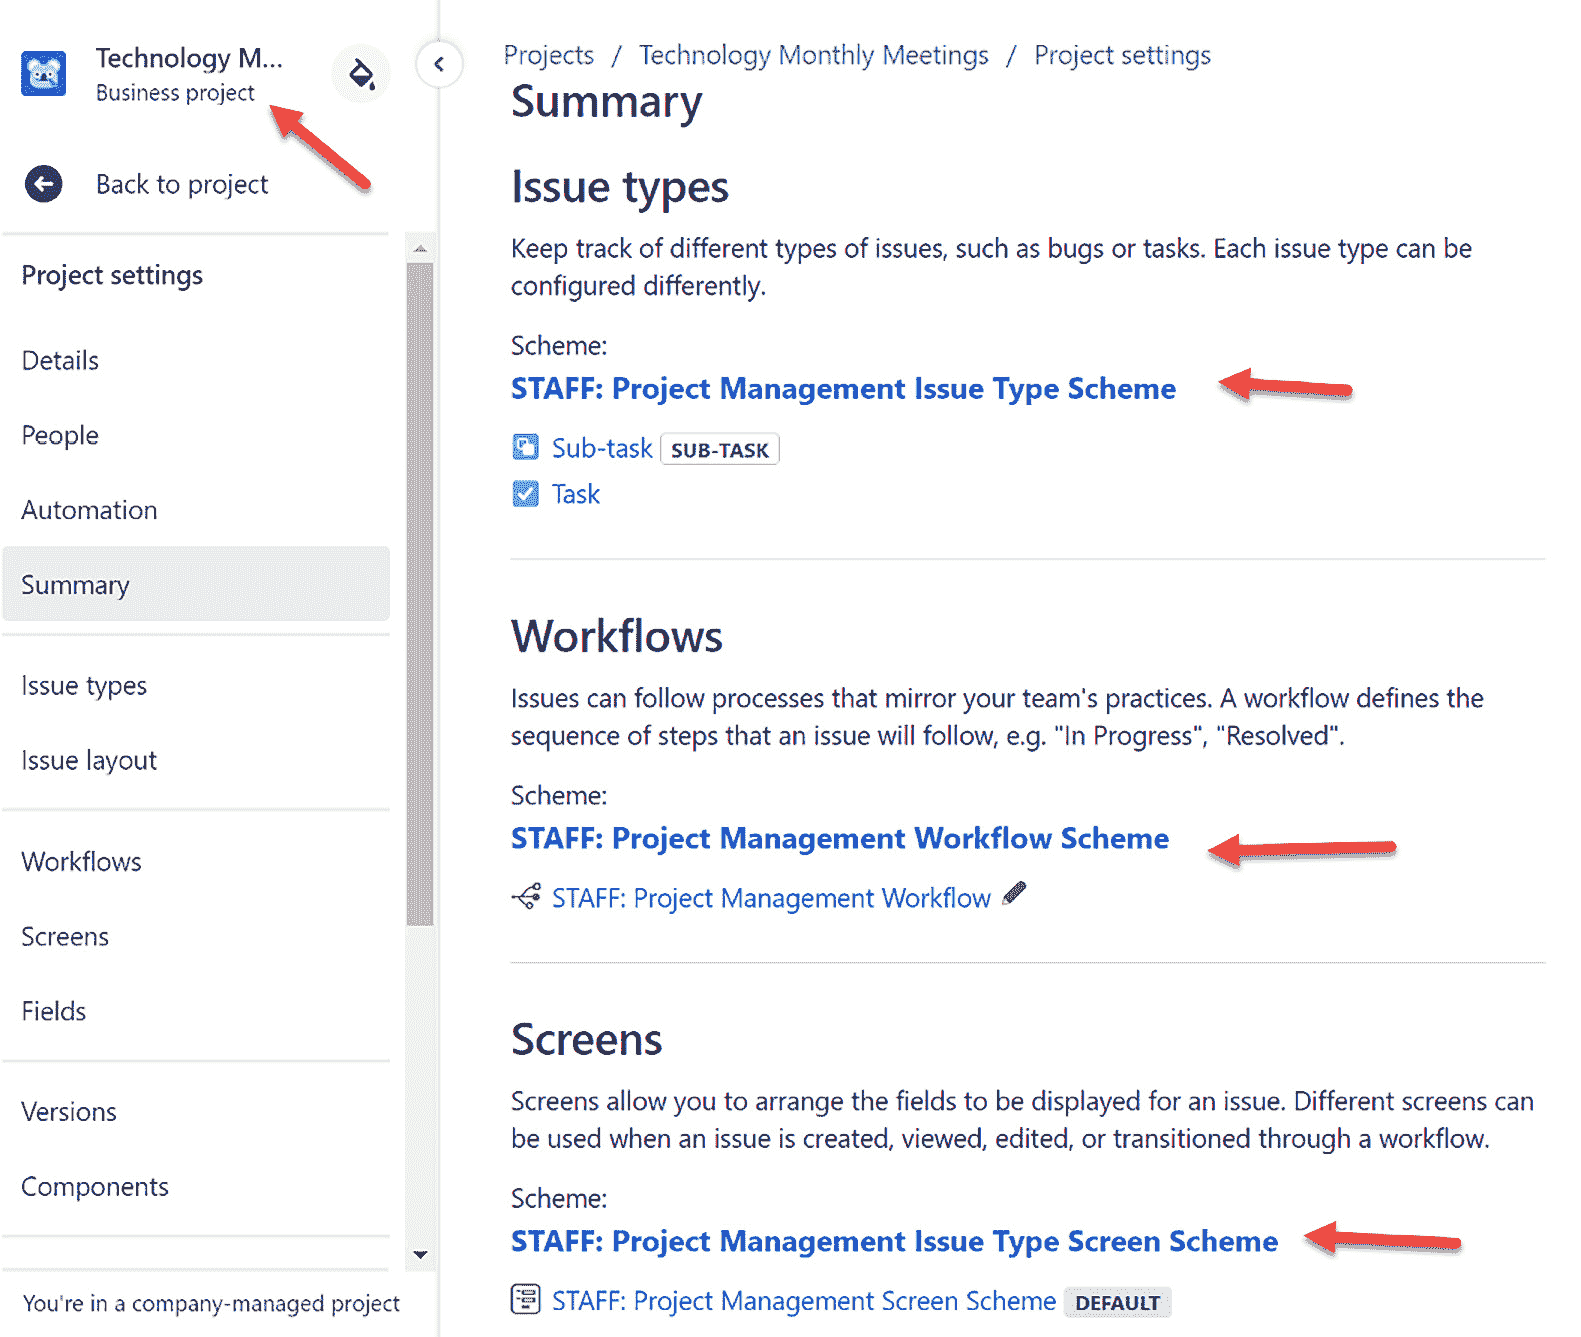 Technology M...
Business project
Back to project
Project settings
Details
People
Automation
Summary
Issue types
Issue layout
Workflows
Screens
Fields
Versions
Components
You're in a company-managed project
Projects / Technology Monthly Meetings / Project settings
Summary
Issue types
Keep track of different types of issues, such as bugs or tasks. Each issue type can be
configured differently.
Scheme:
STAFF: Project Management Issue Type Scheme
Sub-task SUB-TASK
Task
Workflows
Issues can follow processes that mirror your team's practices. A workflow defines the
sequence of steps that an issue will follow, e.g. "In Progress", "Resolved".
Scheme:
STAFF: Project Management Workflow Scheme
STAFF: Project Management Workflow
Screens
Screens allow you to arrange the fields to be displayed for an issue. Different screens can
be used when an issue is created, viewed, edited, or transitioned through a workflow.
Scheme:
STAFF: Project Management Issue Type Screen Scheme
STAFF: Project Management Screen Scheme DEFAULT